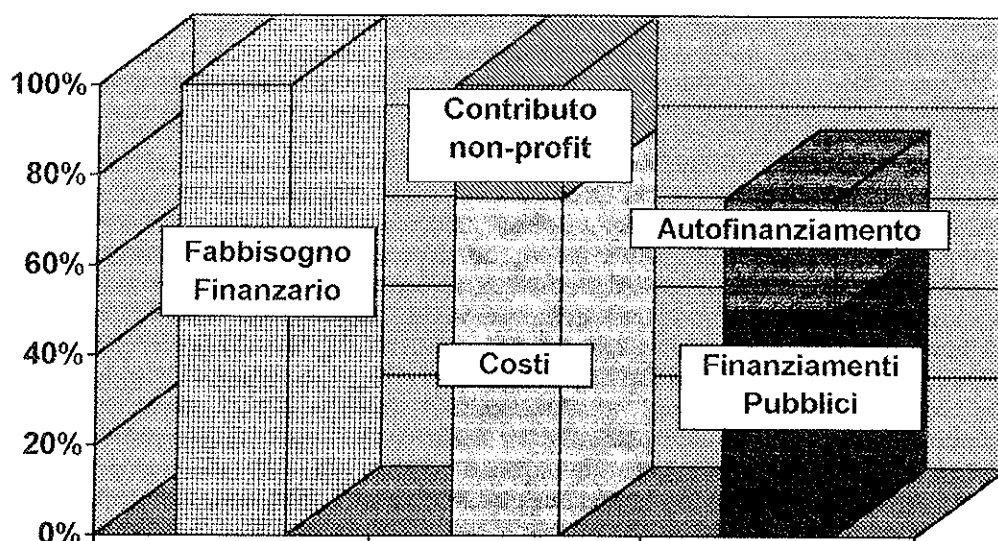 100%
80%
60%
40%
20%
0%
Fabbisogno
Finanzario
Contributo
non-profit
Costi
Autofinanziamento
Finanziamenti
Pubblici